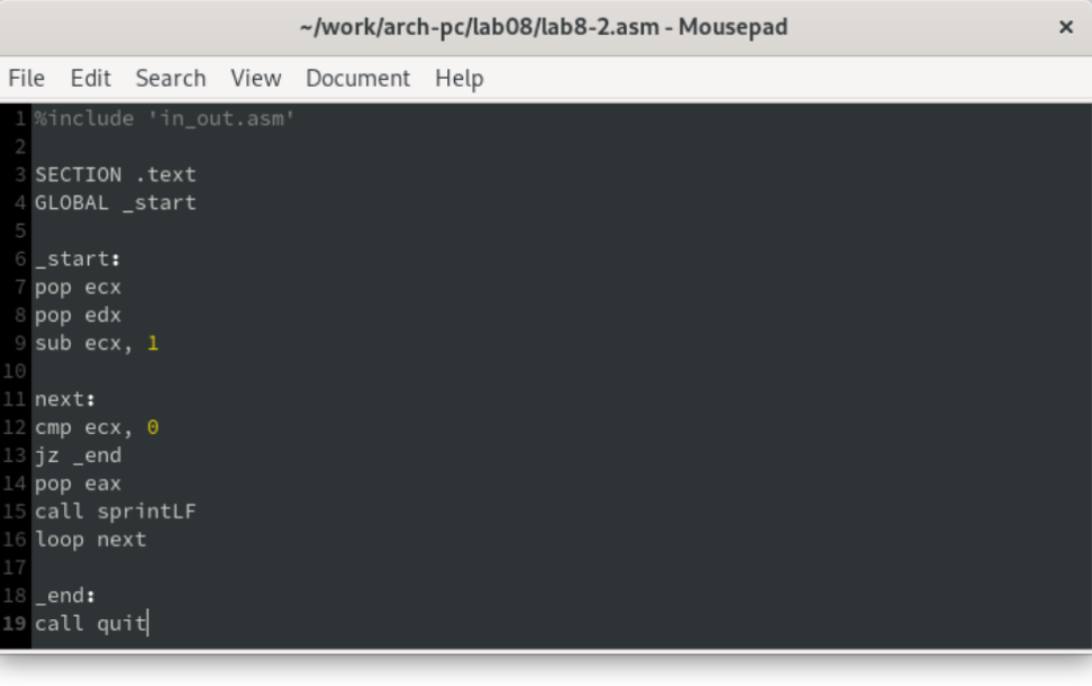 ~/work/arch-pc/lab08/lab8-2.asm - Mousepad ×
File Edit Search View Document Help
1 %include 'in_out.asm'
2
3 SECTION .text
4 GLOBAL _start
5
6 _start:
7 pop ecx
8 pop edx
9 sub ecx, 1
10
11 next:
12 cmp ecx, 0
13 jz _end
14 pop eax
15 call sprintLF
16 loop next
17
18 _end:
19 call quit